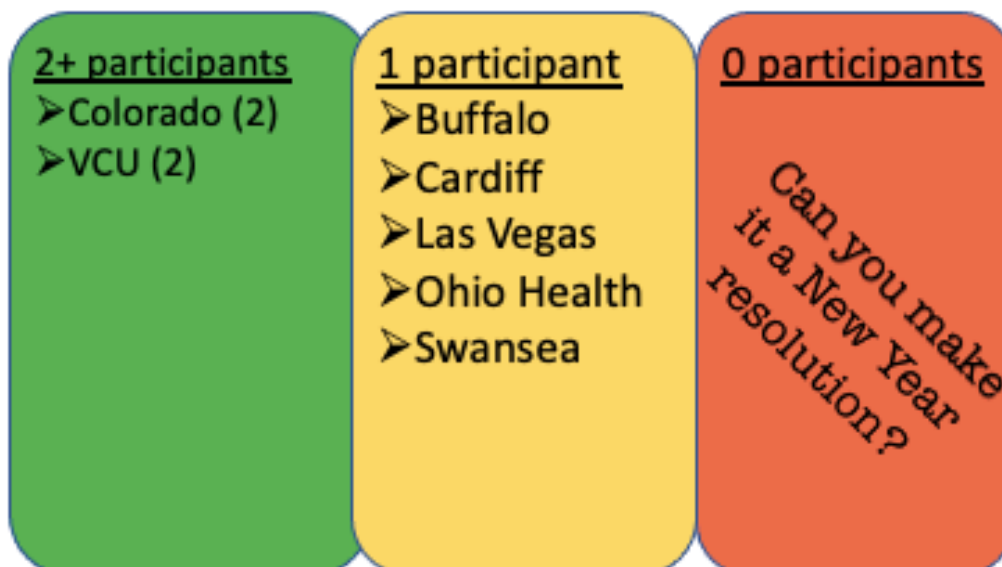 2+ participants
➤Colorado (2)
➤VCU (2)
1 participant
➤Buffalo
➤Cardiff
➤Las Vegas
➤Ohio Health
➤Swansea
0 participants
Can you make
it a New Year
resolution?